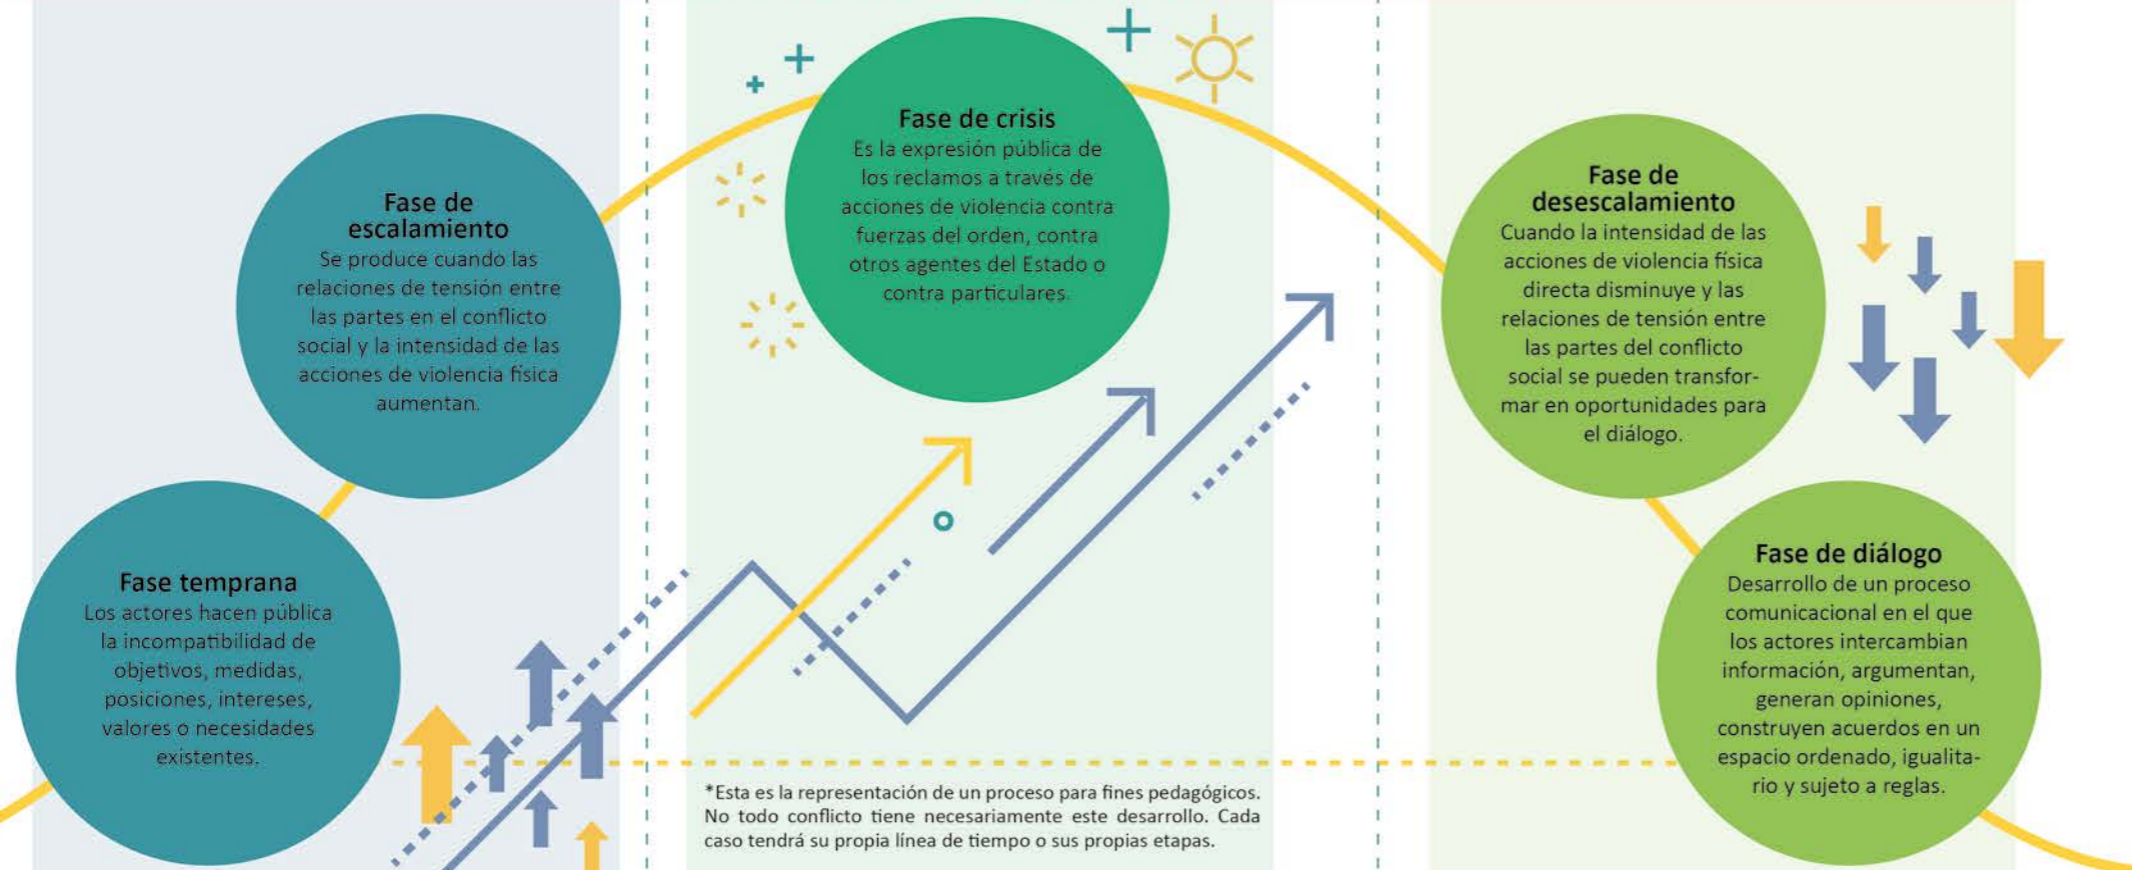 Fase temprana
Los actores hacen pública
la incompatibilidad de
objetivos, medidas,
posiciones, intereses,
valores o necesidades
existentes.
Fase de
escalamiento
Se produce cuando las
relaciones de tensión entre
las partes en el conflicto
social y la intensidad de las
acciones de violencia física
aumentan.
Fase de crisis
Es la expresión pública de
los reclamos a través de
acciones de violencia contra
fuerzas del orden, contra
otros agentes del Estado o
contra particulares.
Fase de
desescalamiento
Cuando la intensidad de las
acciones de violencia física
directa disminuye y las
relaciones de tensión entre
las partes del conflicto
social se pueden transfor-
mar en oportunidades para
el diálogo.
Fase de diálogo
Desarrollo de un proceso
comunicacional en el que
los actores intercambian
información, argumentan,
generan opiniones,
construyen acuerdos en un
espacio ordenado, igualita-
rio y sujeto a reglas.
*Esta es la representación de un proceso para fines pedagógicos.
No todo conflicto tiene necesariamente este desarrollo. Cada
caso tendrá su propia línea de tiempo o sus propias etapas.